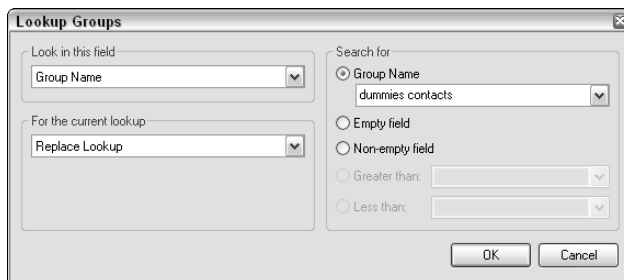 Lookup Groups
Look in this field
Group Name
For the current lookup
Replace Lookup
Search for
Group Name
dummies contacts
Empty field
Non-empty field
Greater than:
Less than:
OK
Cancel